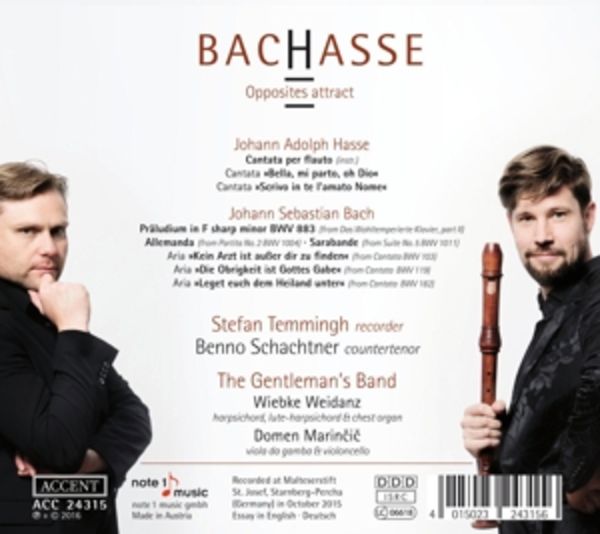 BACHASSE
Opposites attract
Johann Adolph Hasse
Cantata per flauto (instr.)
Cantata »Bella, mi parto, oh Dio«
Cantata »Scrivo in te l'amato Nome«
Johann Sebastian Bach
Präludium in F sharp minor BWV 883 (from Das Wohltemperierte Klavier, part II)
Allemanda (from Partita No. 2 BWV 1004) · Sarabande (from Suite No. 5 BWV 1011)
Aria »Kein Arzt ist außer dir zu finden« (from Cantata BWV 103)
Aria »Die Obrigkeit ist Gottes Gabe« (from Cantata BWV 119)
Aria »Leget euch dem Heiland unter« (from Cantata BWV 182)
Stefan Temmingh recorder
Benno Schachtner countertenor
The Gentleman's Band
Wiebke Weidanz
harpsichord, lute-harpsichord & chest organ
Domen Marinčič
viola da gamba & violoncello
ACCENT
ACC 24315
℗ + © 2016
note 1 music
note 1 music gmbh
Made in Austria
Recorded at Malteserstift
St. Josef, Starnberg-Percha
(Germany) in October 2015
Essay in English · Deutsch
DDD
ISRC
LC 06618
4 015023 243156